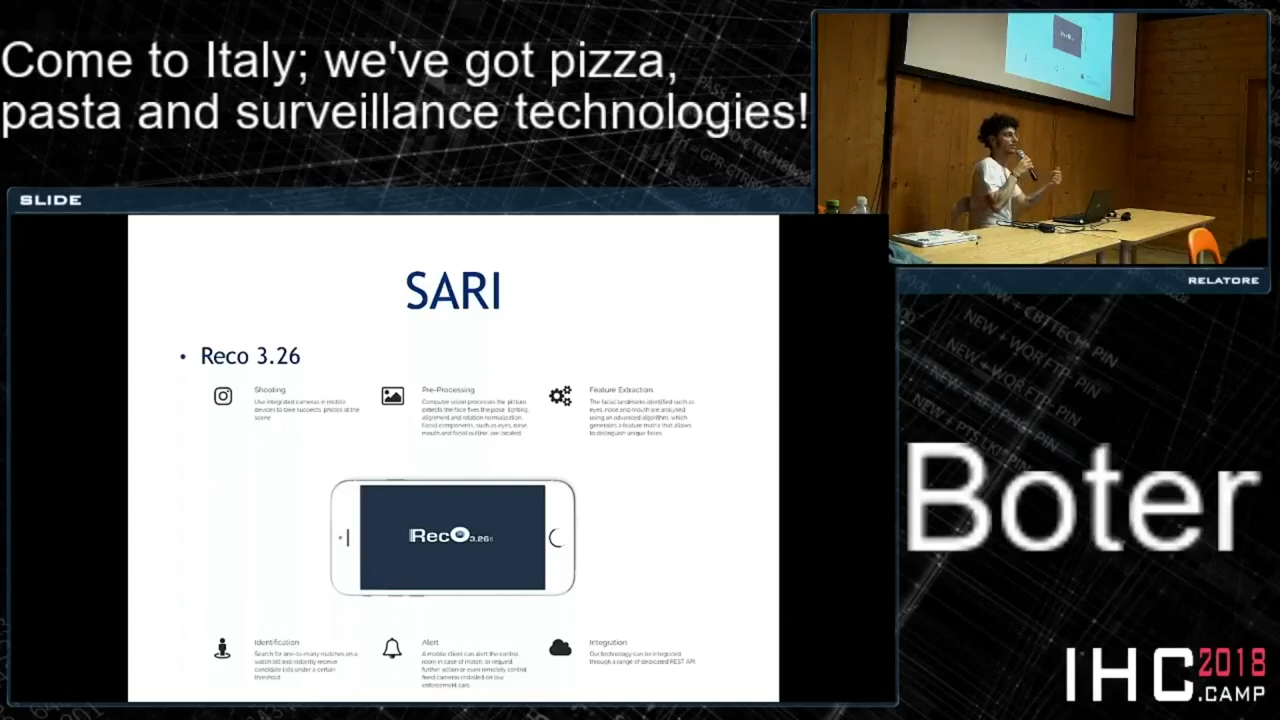 Come to Italy; we've got pizza,
pasta and surveillance technologies!
SLIDE
SARI
• Reco 3.26
Shooting
Use integrated cameras in mobile
devices to take suspects' photos at the
scene
Pre-Processing
Computer vision processes the picture
detects the face fixes the pose, lighting,
alignment and rotation normalization.
Facial components, such as eyes, nose
mouth and facial outline, are located
Feature Extraction
The facial landmarks identified such as
eyes, nose and mouth are analysed
using an advanced algorithm, which
generates a feature matrix that allows
to distinguish unique faces.
RecO 3.26
Identification
Search for one-to-many matches on a
watch list and instantly receive
candidate lists under a certain
threshold.
Alert
A mobile client can alert the control
room in case of match, or request
further action or even remotely control
fixed cameras installed on law
enforcement cars.
Integration
Our technology can be integrated
through a range of dedicated REST API
RELATORE
Boter
IHC 2018
.CAMP